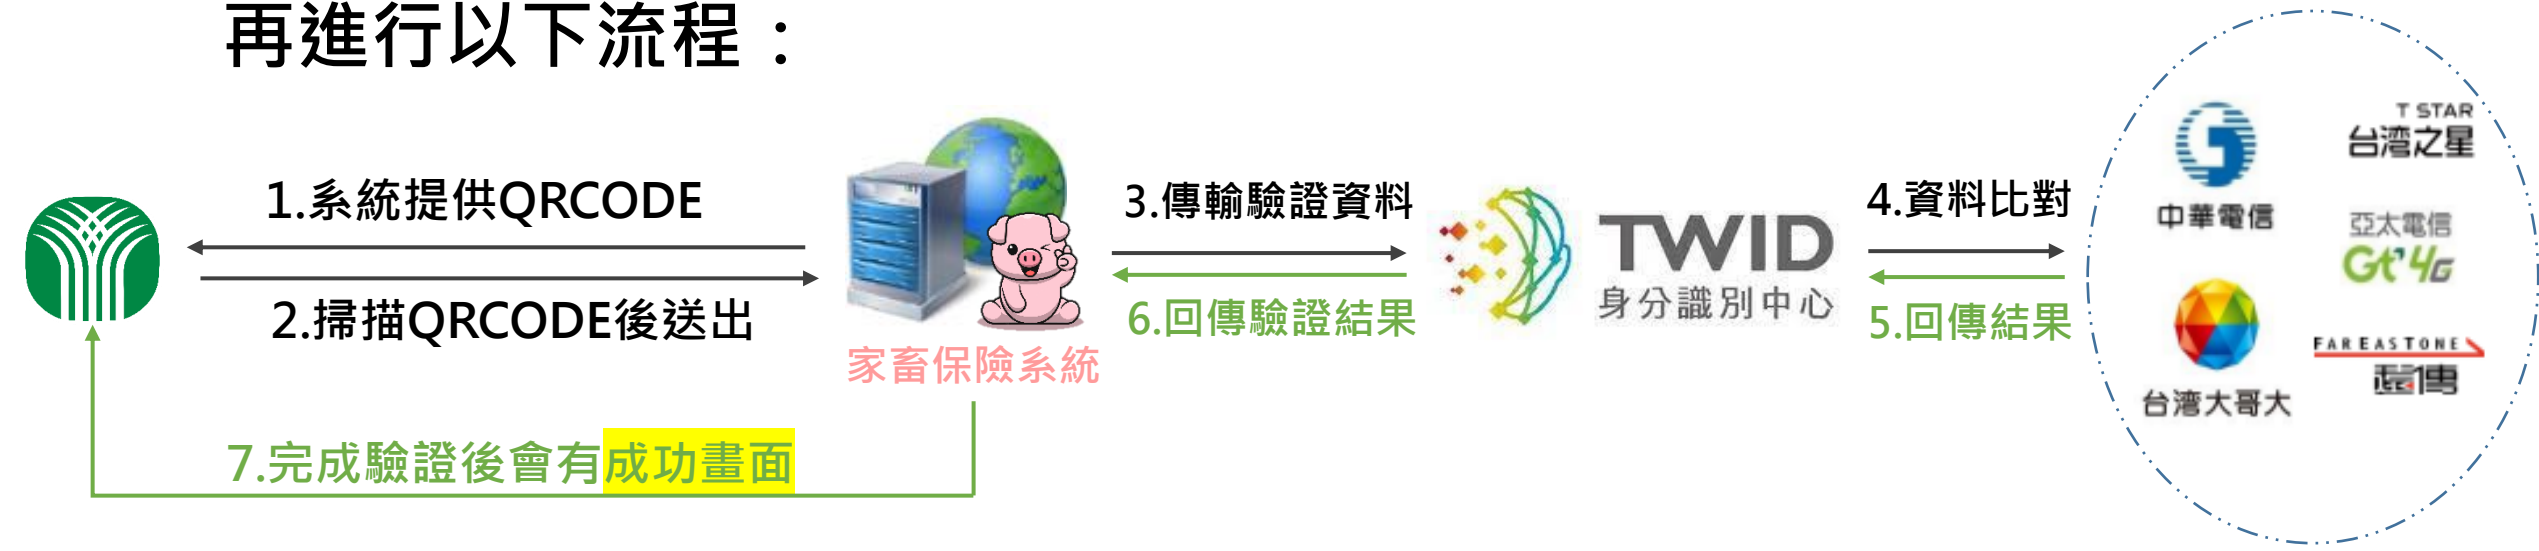 再進行以下流程：
1.系統提供QRCODE
2.掃描QRCODE後送出
家畜保險系統
3.傳輸驗證資料
6.回傳驗證結果
TWID
身分識別中心
4.資料比對
5.回傳結果
中華電信
T STAR
台灣之星
亞太電信
Gt 4G
台灣大哥大
FAREASTONE
遠傳
7.完成驗證後會有成功畫面